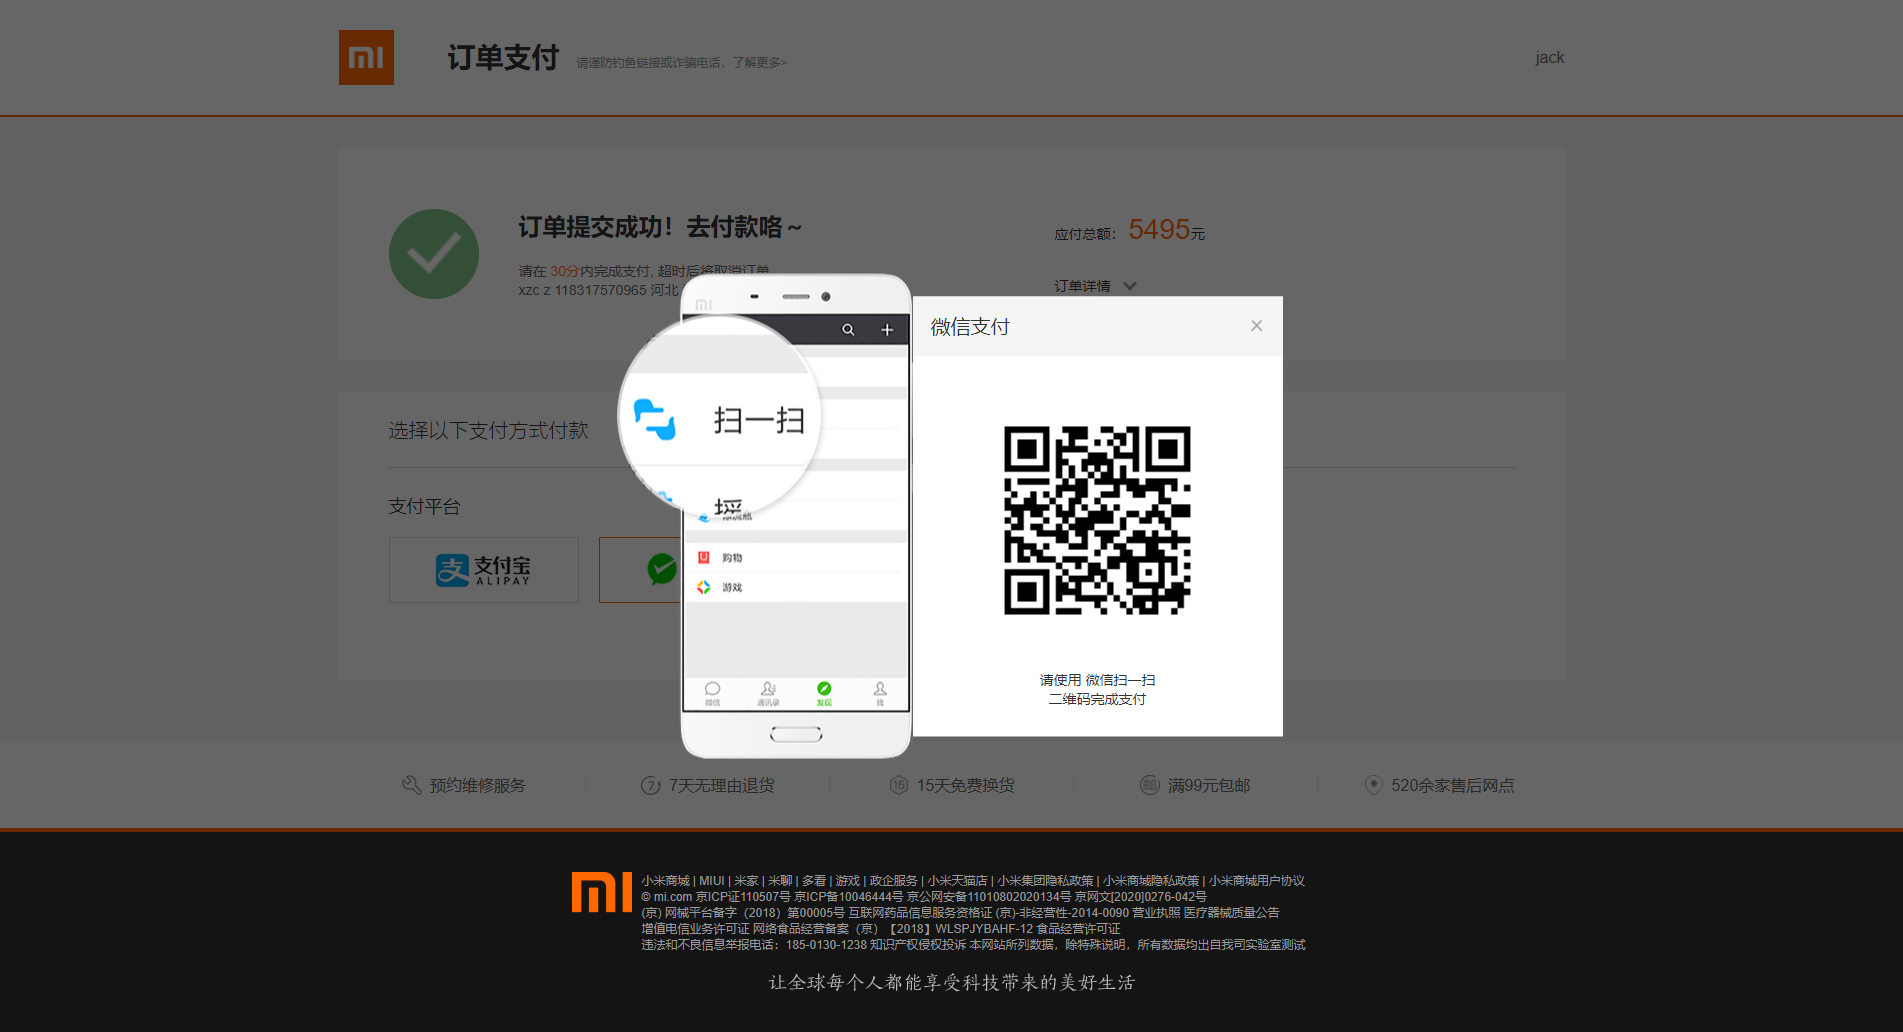 mi
订单支付
请谨防钓鱼链接或诈骗电话，了解更多>
jack
订单提交成功！去付款咯～
请在 30分内完成支付, 超时后将取消订单
xzc z 118317570965 河北
应付总额： 5495元
订单详情
选择以下支付方式付款
支付平台
支付宝
ALIPAY
mi
扫一扫
购物
游戏
微信
通讯录
发现
我
微信支付
请使用 微信扫一扫
二维码完成支付
预约维修服务
7天无理由退货
15天免费换货
满99元包邮
520余家售后网点
小米商城 | MIUI | 米家 | 米聊 | 多看 | 游戏 | 政企服务 | 小米天猫店 | 小米集团隐私政策 | 小米商城隐私政策 | 小米商城用户协议
© mi.com 京ICP证110507号 京ICP备10046444号 京公网安备11010802020134号 京网文[2020]0276-042号
(京) 网械平台备字（2018）第00005号 互联网药品信息服务资格证 (京)-非经营性-2014-0090 营业执照 医疗器械质量公告
增值电信业务许可证 网络食品经营备案（京）【2018】WLSPJYBAHF-12 食品经营许可证
违法和不良信息举报电话：185-0130-1238 知识产权侵权投诉 本网站所列数据，除特殊说明，所有数据均出自我司实验室测试
让全球每个人都能享受科技带来的美好生活